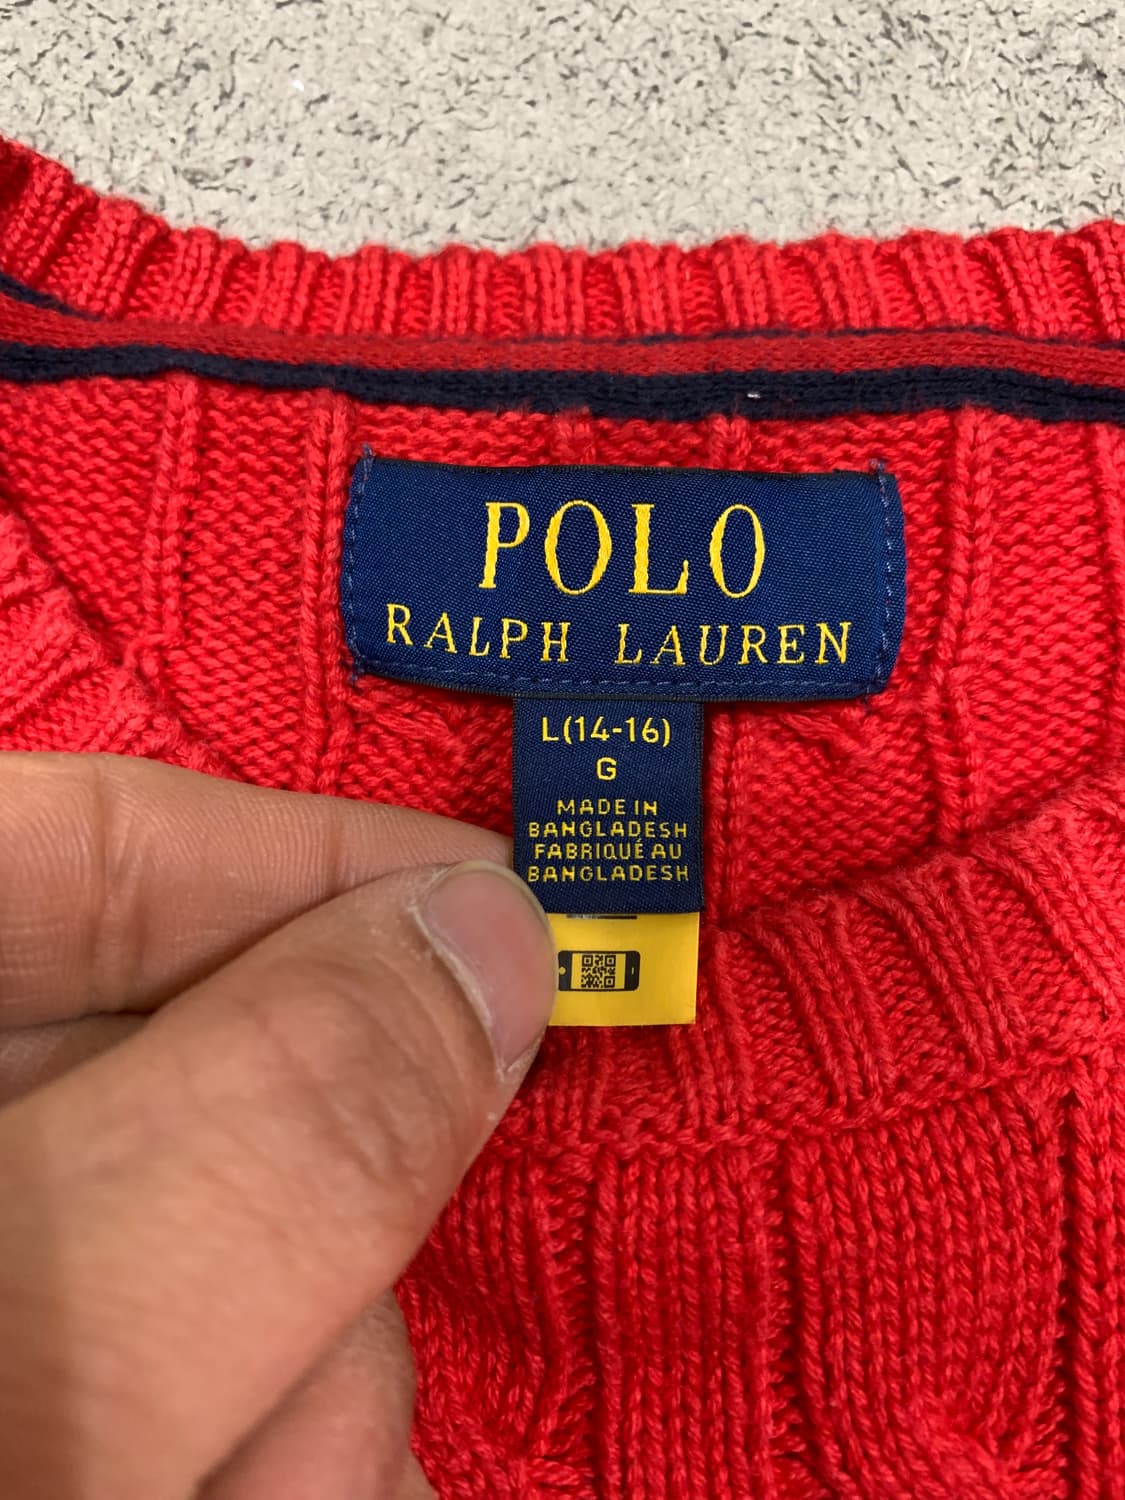 POLO
RALPH LAUREN
L(14-16)
G
MADE IN
BANGLADESH
FABRIQUÉ AU
BANGLADESH